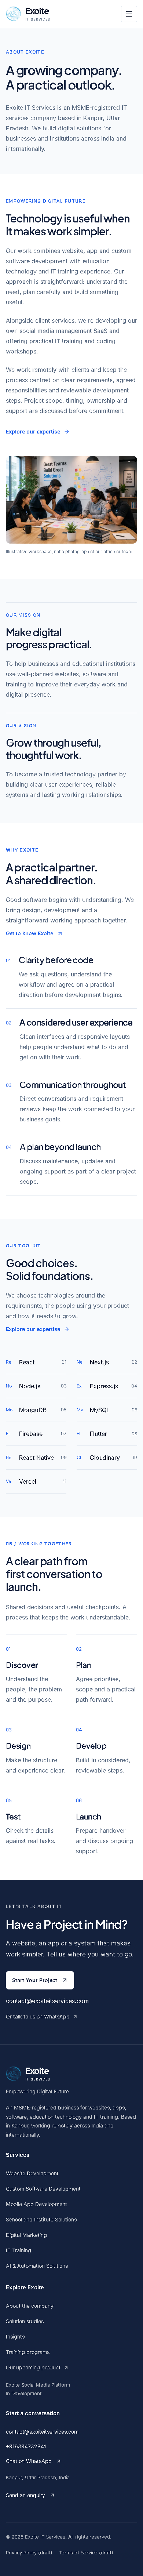 Exoite
IT SERVICES
ABOUT EXOITE
A growing company.
A practical outlook.
Exoite IT Services is an MSME-registered IT
services company based in Kanpur, Uttar
Pradesh. We build digital solutions for
businesses and institutions across India and
internationally.
EMPOWERING DIGITAL FUTURE
Technology is useful when
it makes work simpler.
Our work combines website, app and custom
software development with education
technology and IT training experience. Our
approach is straightforward: understand the
need, plan carefully and build something
useful.
Alongside client services, we're developing our
own social media management SaaS and
offering practical IT training and coding
workshops.
We work remotely with clients and keep the
process centred on clear requirements, agreed
responsibilities and reviewable development
steps. Project scope, timing, ownership and
support are discussed before commitment.
Explore our expertise →
Great Teams
Build Great
Solutions
Illustrative workspace, not a photograph of our office or team.
OUR MISSION
Make digital
progress practical.
To help businesses and educational institutions
use well-planned websites, software and
training to improve their everyday work and
digital presence.
OUR VISION
Grow through useful,
thoughtful work.
To become a trusted technology partner by
building clear user experiences, reliable
systems and lasting working relationships.
WHY EXOITE
A practical partner.
A shared direction.
Good software begins with understanding. We
bring design, development and a
straightforward working approach together.
Get to know Exoite ↗
01 Clarity before code
We ask questions, understand the
workflow and agree on a practical
direction before development begins.
02 A considered user experience
Clean interfaces and responsive layouts
help people understand what to do and
get on with their work.
03 Communication throughout
Direct conversations and requirement
reviews keep the work connected to your
business goals.
04 A plan beyond launch
Discuss maintenance, updates and
ongoing support as part of a clear project
scope.
OUR TOOLKIT
Good choices.
Solid foundations.
We choose technologies around the
requirements, the people using your product
and how it needs to grow.
Explore our expertise →
Re React 01
Ne Next.js 02
No Node.js 03
Ex Express.js 04
Mo MongoDB 05
My MySQL 06
Fi Firebase 07
Fl Flutter 08
Re React Native 09
Cl Cloudinary 10
Ve Vercel 11
WORKING TOGETHER
A clear path from
first conversation to
launch.
Shared decisions and useful checkpoints. A
process that keeps the work understandable.
01
Discover
Understand the
people, the problem
and the purpose.
02
Plan
Agree priorities,
scope and a practical
path forward.
03
Design
Make the structure
and experience clear.
04
Develop
Build in considered,
reviewable steps.
05
Test
Check the details
against real tasks.
06
Launch
Prepare handover
and discuss ongoing
support.
LET'S TALK ABOUT IT
Have a Project in Mind?
A website, an app or a system that makes
work simpler. Tell us where you want to go.
Start Your Project ↗
contact@exoiteitservices.com
Or talk to us on WhatsApp ↗
Exoite
IT SERVICES
Empowering Digital Future
An MSME-registered business for websites, apps,
software, education technology and IT training. Based
in Kanpur, working remotely across India and
internationally.
Services
Website Development
Custom Software Development
Mobile App Development
School and Institute Solutions
Digital Marketing
IT Training
AI & Automation Solutions
Explore Exoite
About the company
Solution studies
Insights
Training programs
Our upcoming product ↗
Exoite Social Media Platform
In Development
Start a conversation
contact@exoiteitservices.com
+916394732841
Chat on WhatsApp ↗
Kanpur, Uttar Pradesh, India
Send an enquiry ↗
© 2026 Exoite IT Services. All rights reserved.
Privacy Policy (draft) Terms of Service (draft)